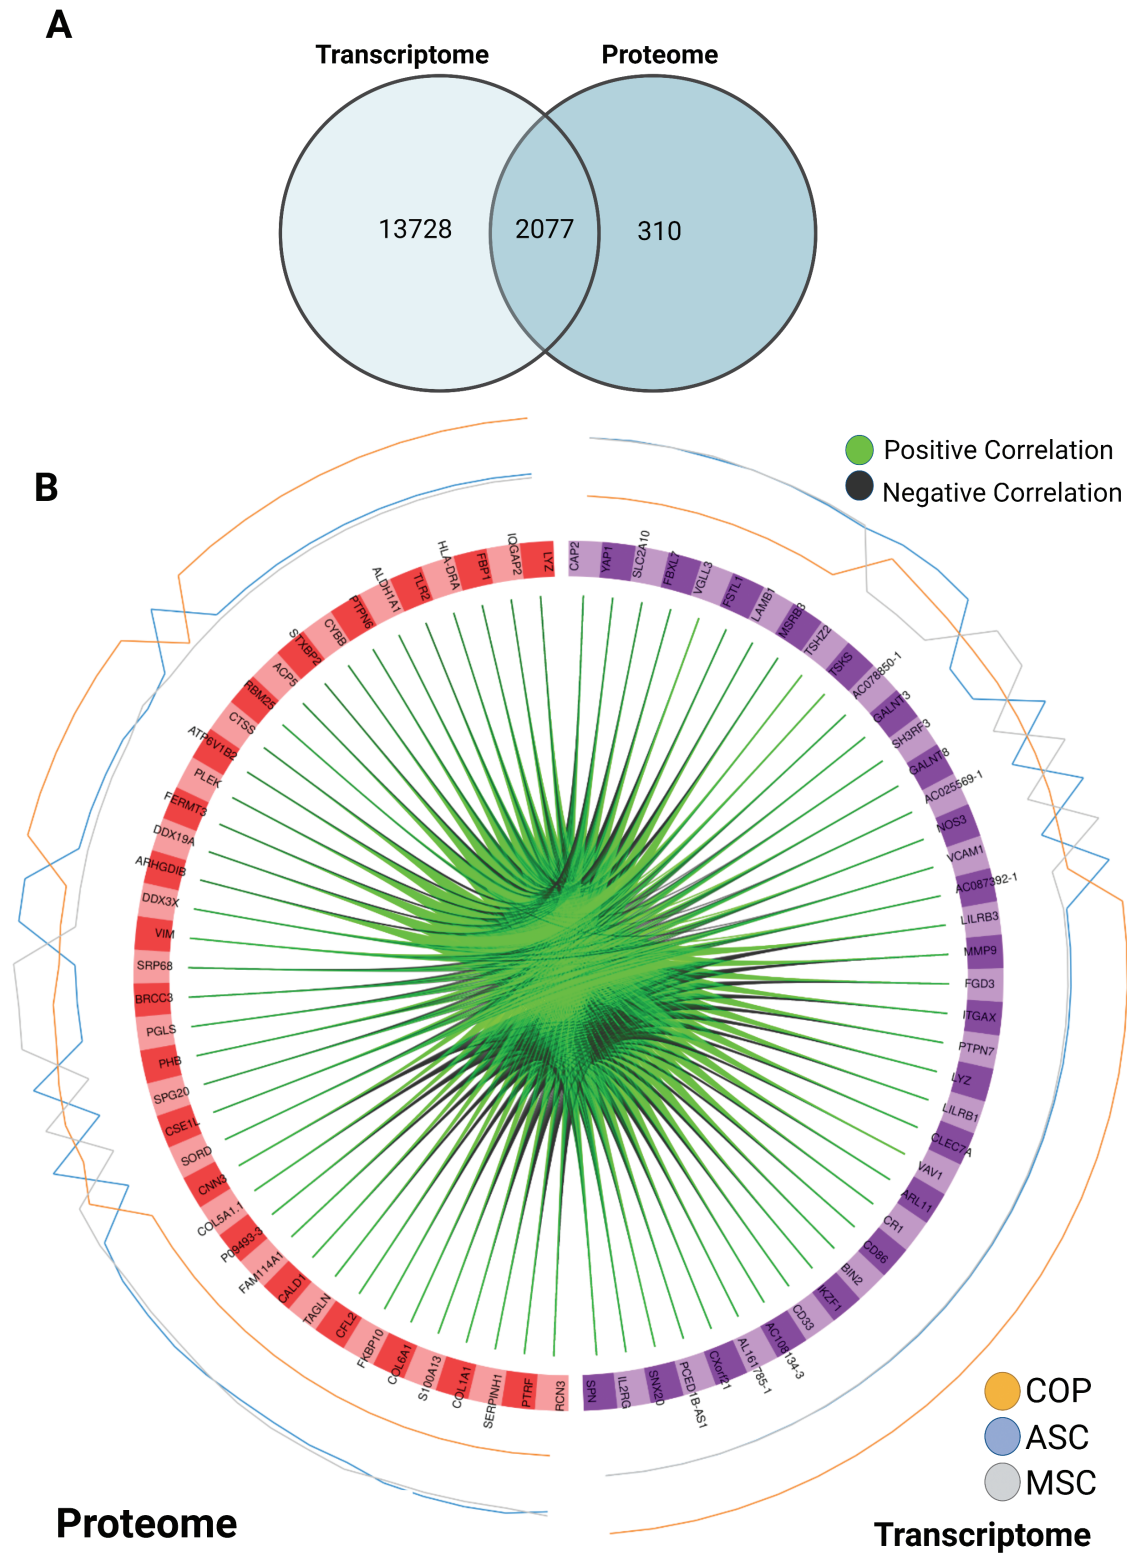 A
Transcriptome
Proteome
13728
2077
310
B
Positive Correlation
Negative Correlation
LYZ
IQGAP2
FBP1
HLA-DRA
TLR2
ALDH1A1
PTPN6
CYBB
STXBP2
ACP5
RBM25
CTSS
ATP6V1B2
PLEK
FERMT3
DDX19A
ARHGDIB
DDX3X
VIM
SRP68
BRCC3
PGLS
PHB
SPG20
CSE1L
SORD
CNN3
COL5A1.1
P09493-3
FAM114A1
CALD1
TAGLN
CFL2
FKBP10
COL6A1
S100A13
COL1A1
SERPINH1
PTRF
RCN3
CAP2
YAP1
SLC2A10
FBXL7
VGLL3
FSTL1
LAMB1
MSRB3
TSHZ2
TSKS
AC078850-1
GALNT3
SH3RF3
GALNT8
AC025569-1
NOS3
VCAM1
AC087392-1
LILRB3
MMP9
FGD3
ITGAX
PTPN7
LYZ
LILRB1
CLEC7A
VAV1
ARL11
CR1
CD86
BIN2
IKZF1
CD33
AC108134-3
AL161785-1
CXorf21
PCED1B-AS1
SNX20
IL2RG
SPN
COP
ASC
MSC
Proteome
Transcriptome